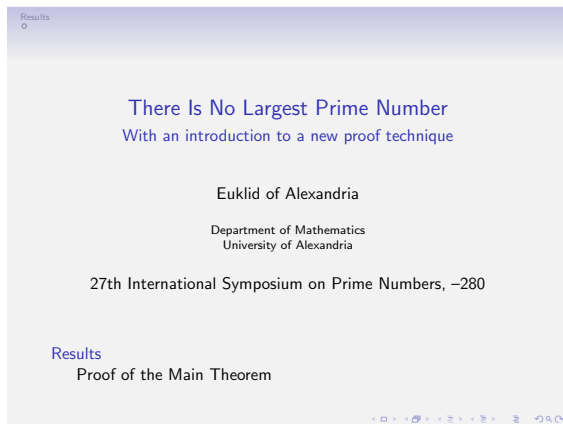 Results
There Is No Largest Prime Number
With an introduction to a new proof technique
Euklid of Alexandria
Department of Mathematics
University of Alexandria
27th International Symposium on Prime Numbers, –280
Results
Proof of the Main Theorem